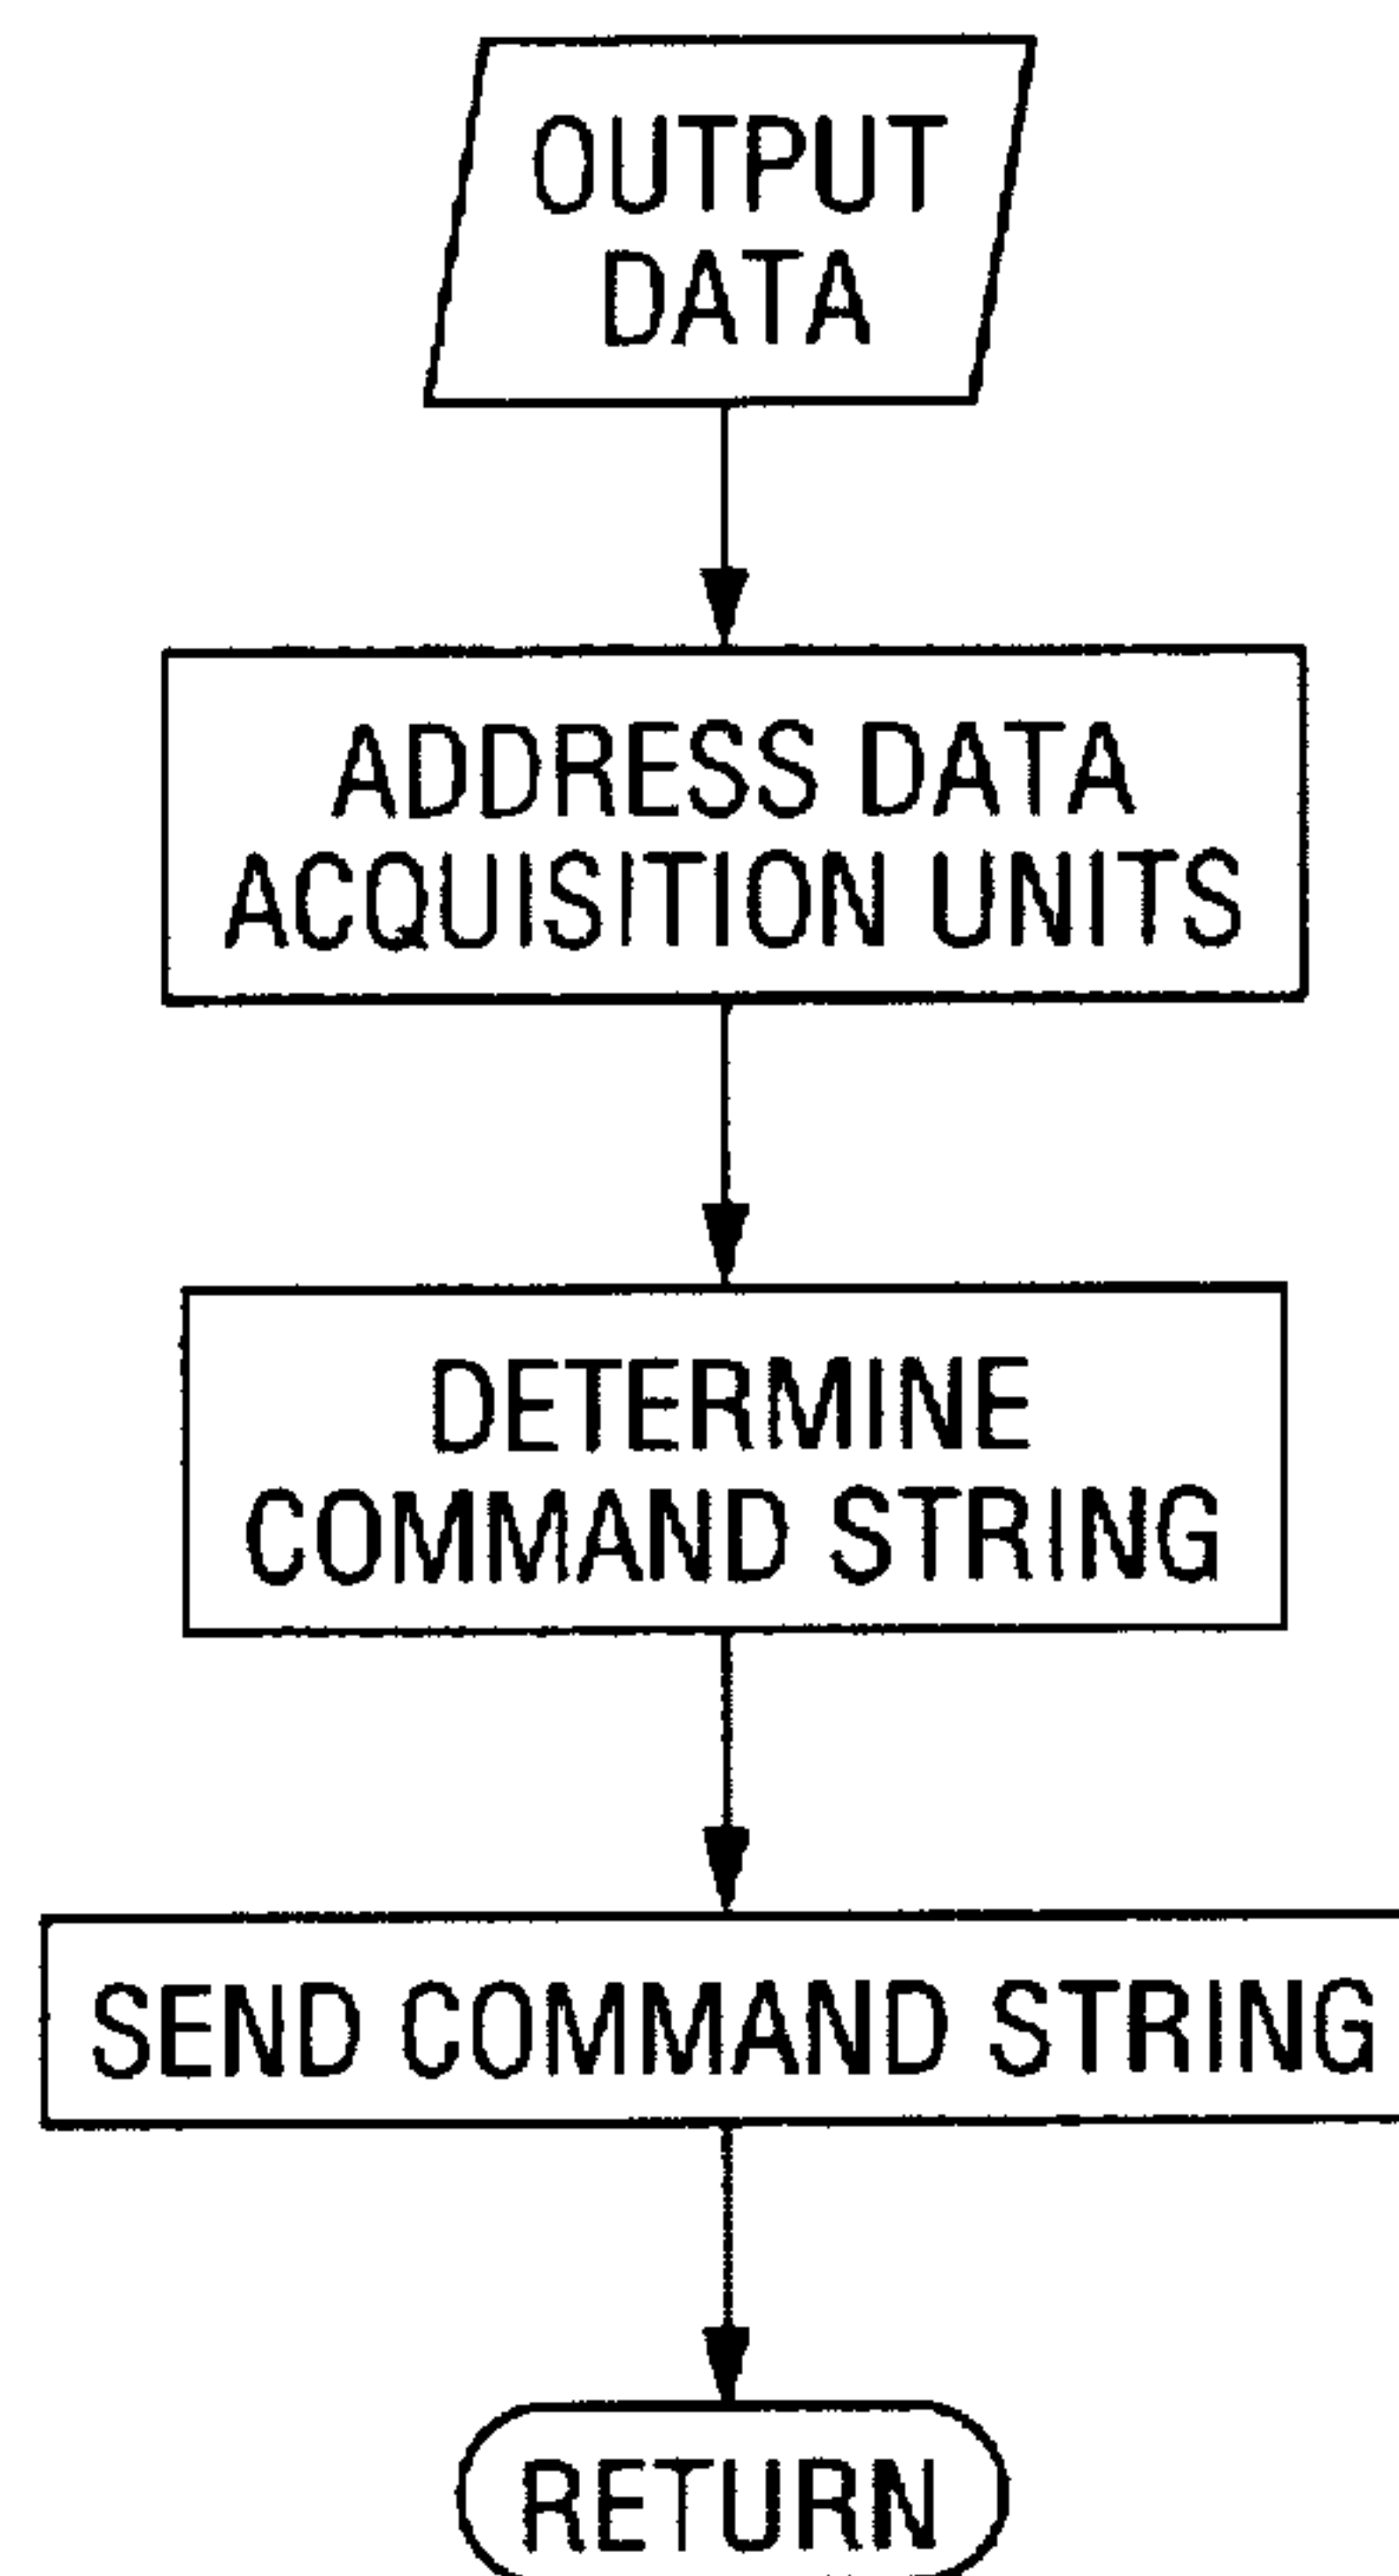 OUTPUT
DATA
ADDRESS DATA
ACQUISITION UNITS
DETERMINE
COMMAND STRING
SEND COMMAND STRING
RETURN